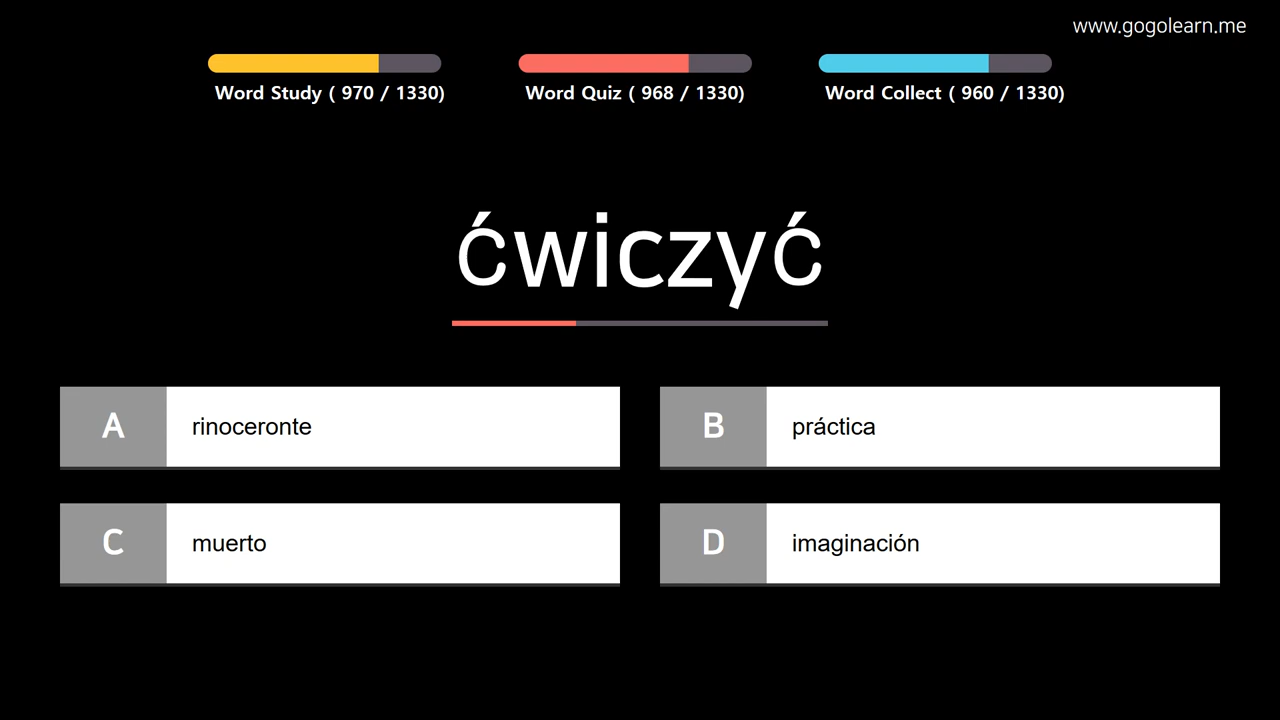 www.gogolearn.me
Word Study ( 970 / 1330)
Word Quiz ( 968 / 1330)
Word Collect ( 960 / 1330)
ćwiczyć
A rinoceronte
B práctica
C muerto
D imaginación